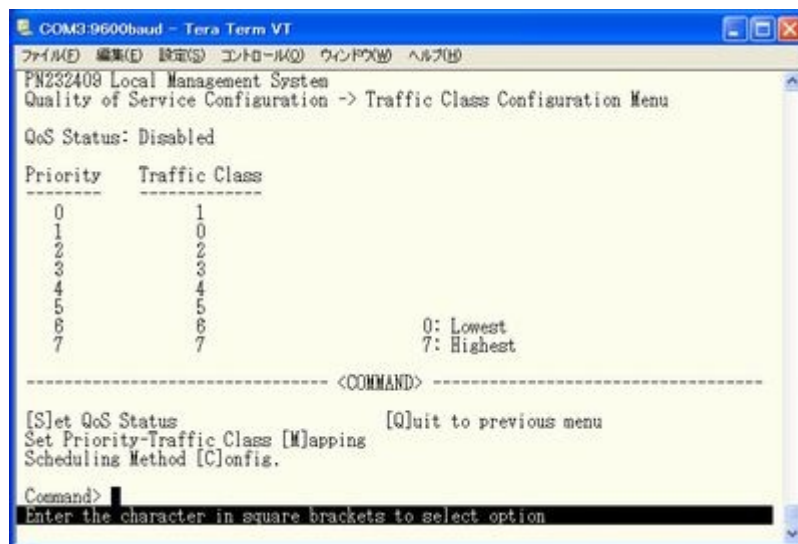 COM3:9600baud - Tera Term VT
ファイル(F) 編集(E) 設定(S) コントロール(O) ウィンドウ(W) ヘルプ(H)
PN232409 Local Management System
Quality of Service Configuration -> Traffic Class Configuration Menu
QoS Status: Disabled
Priority Traffic Class
-------- -------------
0 1
1 0
2 2
3 3
4 4
5 5
6 6 0: Lowest
7 7 7: Highest
-------------------------------- <COMMAND> -----------------------------------
[S]et QoS Status [Q]uit to previous menu
Set Priority-Traffic Class [M]apping
Scheduling Method [C]onfig.
Command>
Enter the character in square brackets to select option